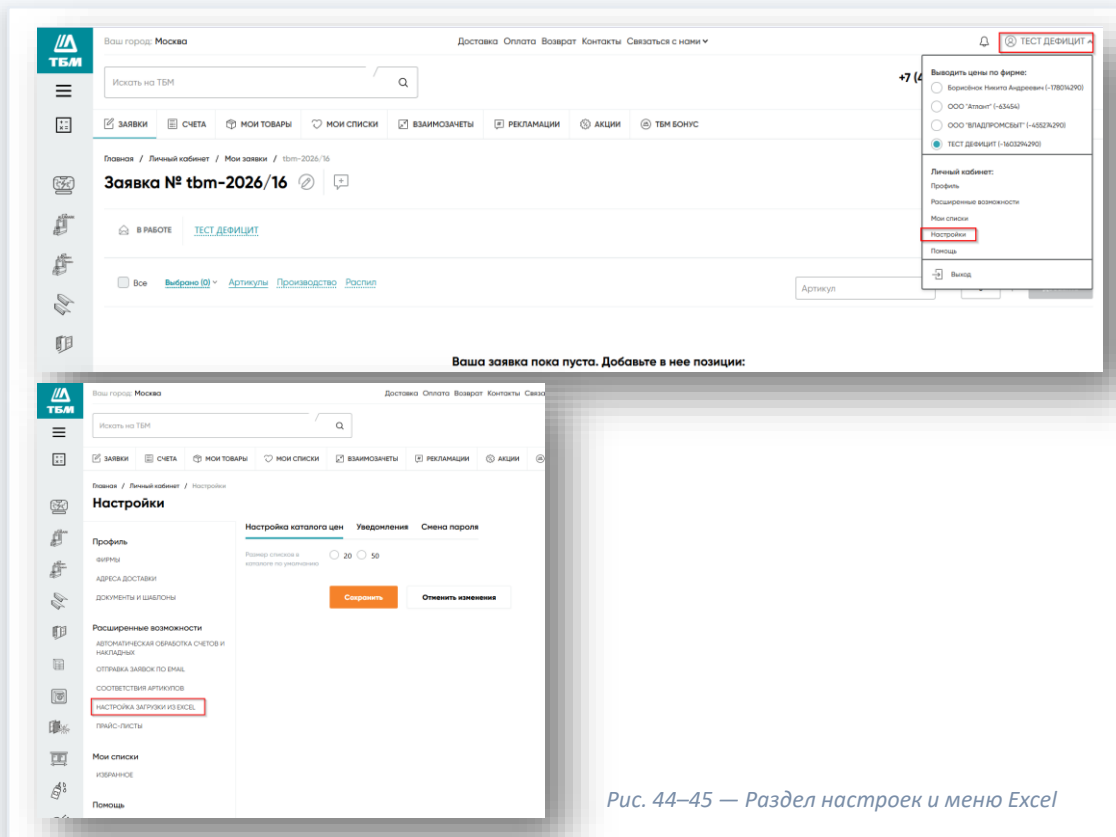 ТБМ
Ваш город: Москва
Доставка Оплата Возврат Контакты Связаться с нами
ТЕСТ ДЕФИЦИТ
Искать на ТБМ
+7 (4
Выводить цены по фирме:
Борисёнок Никита Андреевич (-178014290)
ООО "Атлант" (-63454)
ООО "ВЛАДПРОМСБЫТ" (-455274290)
ТЕСТ ДЕФИЦИТ (-1603294290)
ЗАЯВКИ СЧЕТА МОИ ТОВАРЫ МОИ СПИСКИ ВЗАИМОЗАЧЕТЫ РЕКЛАМАЦИИ АКЦИИ ТБМ БОНУС
Главная / Личный кабинет / Мои заявки / tbm-2026/16
Заявка № tbm-2026/16
Личный кабинет:
Профиль
Расширенные возможности
Мои списки
Настройки
Помощь
Выход
В РАБОТЕ ТЕСТ ДЕФИЦИТ
Все Выбрано (0) Артикулы Производство Распил
Артикул
Ваша заявка пока пуста. Добавьте в нее позиции:
ТБМ
Ваш город: Москва
Доставка Оплата Возврат Контакты Связа
Искать на ТБМ
ЗАЯВКИ СЧЕТА МОИ ТОВАРЫ МОИ СПИСКИ ВЗАИМОЗАЧЕТЫ РЕКЛАМАЦИИ АКЦИИ
Главная / Личный кабинет / Настройки
Настройки
Профиль
ФИРМЫ
АДРЕСА ДОСТАВКИ
ДОКУМЕНТЫ И ШАБЛОНЫ
Расширенные возможности
АВТОМАТИЧЕСКАЯ ОБРАБОТКА СЧЕТОВ И
НАКЛАДНЫХ
ОТПРАВКА ЗАЯВОК ПО EMAIL
СООТВЕТСТВИЯ АРТИКУЛОВ
НАСТРОЙКА ЗАГРУЗКИ ИЗ EXCEL
ПРАЙС-ЛИСТЫ
Мои списки
ИЗБРАННОЕ
Помощь
Настройка каталога цен Уведомления Смена пароля
Размер списков в
каталоге по умолчанию
20 50
Сохранить Отменить изменения
Рис. 44–45 — Раздел настроек и меню Excel